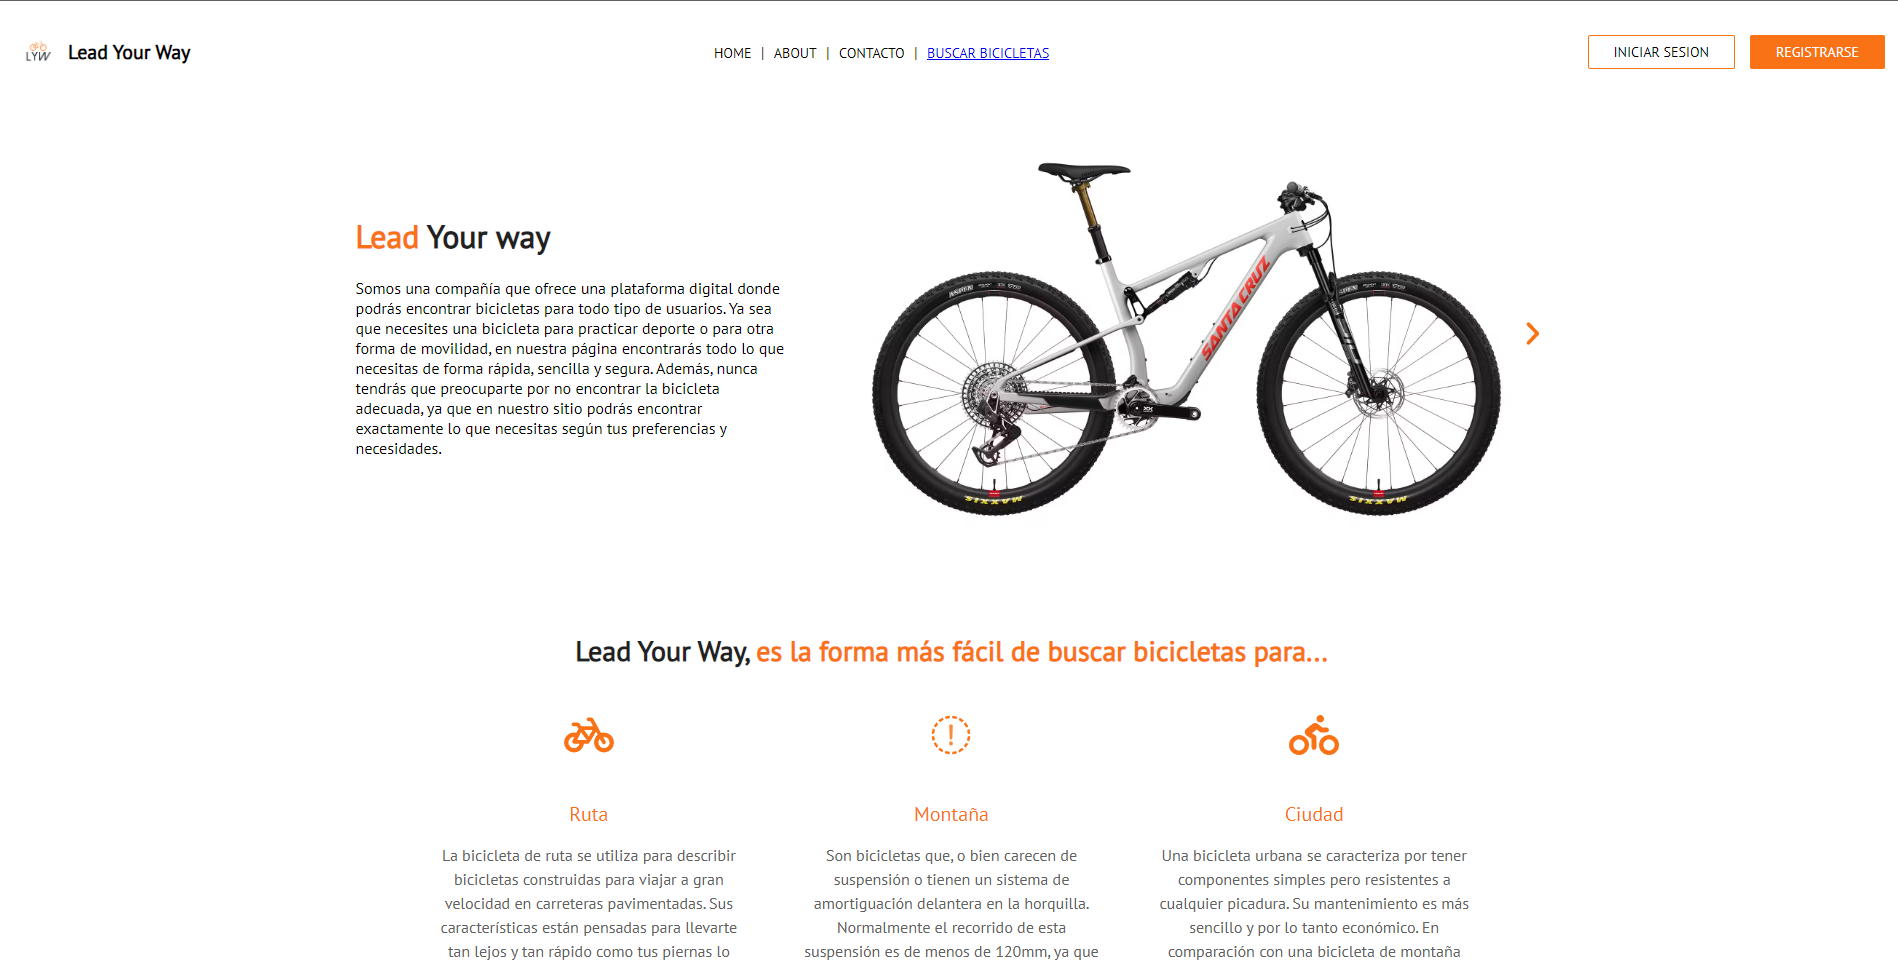 LYW Lead Your Way
HOME | ABOUT | CONTACTO | BUSCAR BICICLETAS
INICIAR SESION
REGISTRARSE
Lead Your way
Somos una compañía que ofrece una plataforma digital donde
podrás encontrar bicicletas para todo tipo de usuarios. Ya sea
que necesites una bicicleta para practicar deporte o para otra
forma de movilidad, en nuestra página encontrarás todo lo que
necesitas de forma rápida, sencilla y segura. Además, nunca
tendrás que preocuparte por no encontrar la bicicleta
adecuada, ya que en nuestro sitio podrás encontrar
exactamente lo que necesitas según tus preferencias y
necesidades.
SANTA CRUZ
ASPEN
MAXXIS
MAXXIS
Lead Your Way, es la forma más fácil de buscar bicicletas para...
Ruta
La bicicleta de ruta se utiliza para describir
bicicletas construidas para viajar a gran
velocidad en carreteras pavimentadas. Sus
características están pensadas para llevarte
tan lejos y tan rápido como tus piernas lo
Montaña
Son bicicletas que, o bien carecen de
suspensión o tienen un sistema de
amortiguación delantera en la horquilla.
Normalmente el recorrido de esta
suspensión es de menos de 120mm, ya que
Ciudad
Una bicicleta urbana se caracteriza por tener
componentes simples pero resistentes a
cualquier picadura. Su mantenimiento es más
sencillo y por lo tanto económico. En
comparación con una bicicleta de montaña